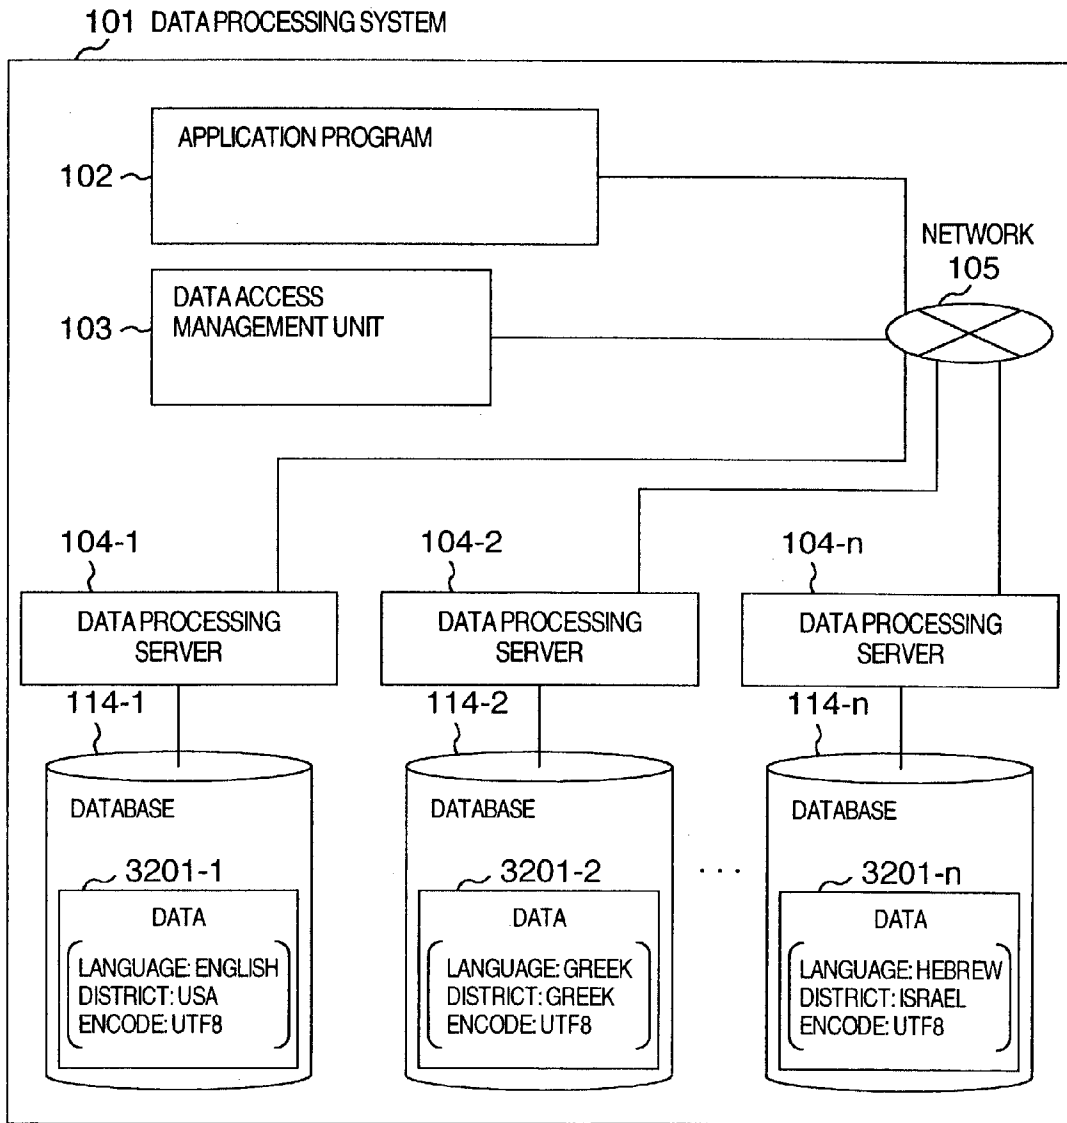 101 DATA PROCESSING SYSTEM
APPLICATION PROGRAM
102
NETWORK
105
DATA ACCESS
MANAGEMENT UNIT
103
104-1
104-2
104-n
DATA PROCESSING
SERVER
DATA PROCESSING
SERVER
DATA PROCESSING
SERVER
114-1
114-2
114-n
DATABASE
DATABASE
DATABASE
3201-1
3201-2
. . .
3201-n
DATA
LANGUAGE: ENGLISH
DISTRICT: USA
ENCODE: UTF8
DATA
LANGUAGE: GREEK
DISTRICT: GREEK
ENCODE: UTF8
DATA
LANGUAGE: HEBREW
DISTRICT: ISRAEL
ENCODE: UTF8